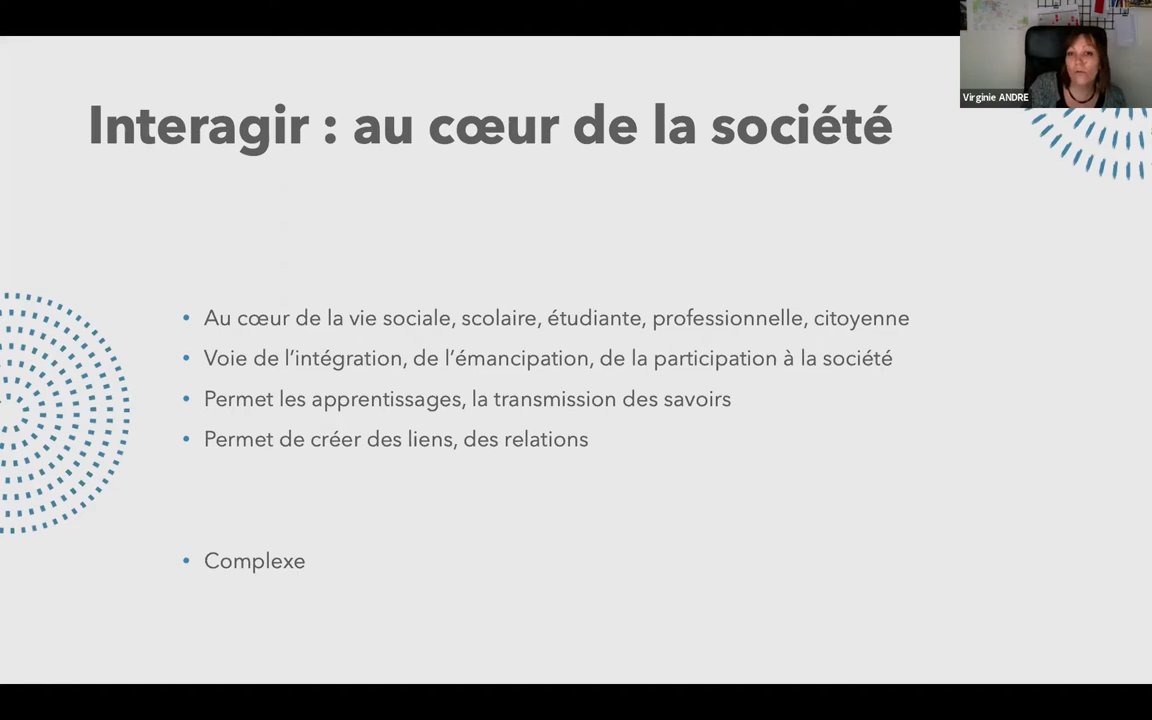 Virginie ANDRE
Interagir : au cœur de la société
• Au cœur de la vie sociale, scolaire, étudiante, professionnelle, citoyenne
• Voie de l’intégration, de l’émancipation, de la participation à la société
• Permet les apprentissages, la transmission des savoirs
• Permet de créer des liens, des relations
• Complexe